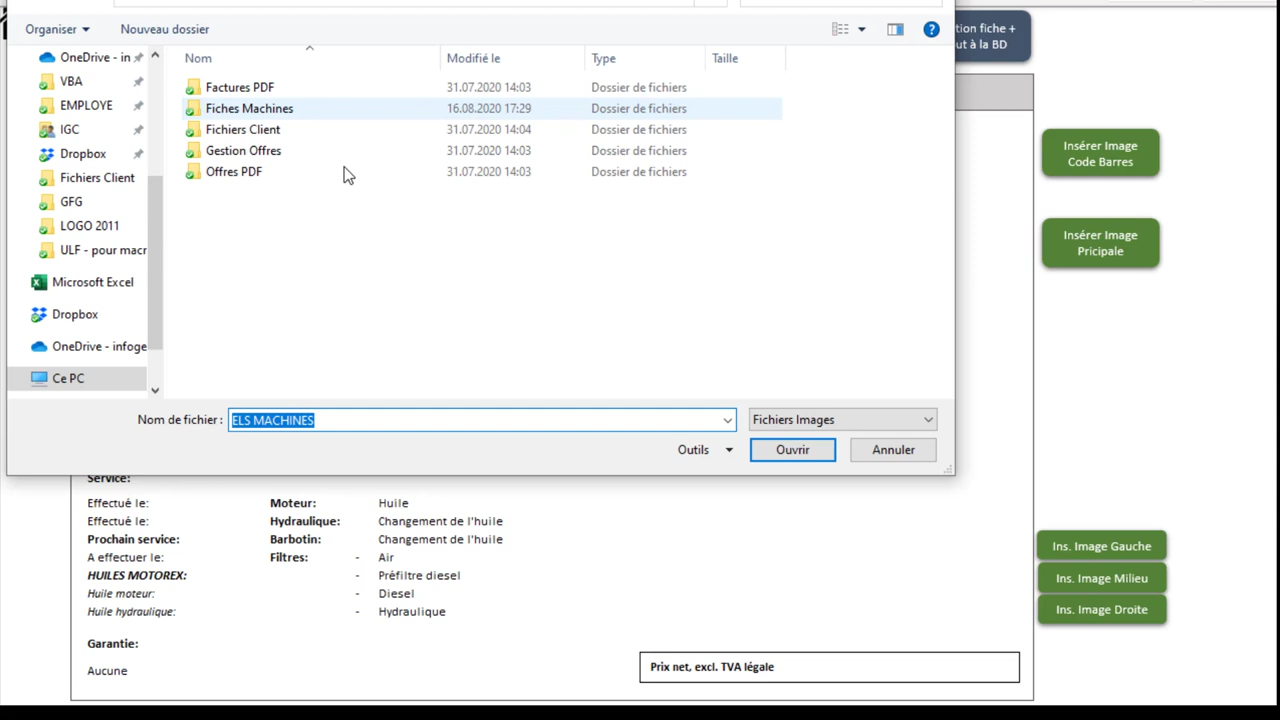 Organiser
Nouveau dossier
tion fiche +
ut à la BD
OneDrive - in
VBA
EMPLOYE
IGC
Dropbox
Fichiers Client
GFG
LOGO 2011
ULF - pour macr
Microsoft Excel
Dropbox
OneDrive - infoge
Ce PC
Nom Modifié le Type Taille
Factures PDF 31.07.2020 14:03 Dossier de fichiers
Fiches Machines 16.08.2020 17:29 Dossier de fichiers
Fichiers Client 31.07.2020 14:04 Dossier de fichiers
Gestion Offres 31.07.2020 14:03 Dossier de fichiers
Offres PDF 31.07.2020 14:03 Dossier de fichiers
Nom de fichier : ELS MACHINES Fichiers Images
Outils Ouvrir Annuler
Insérer Image
Code Barres
Insérer Image
Pricipale
Service:
Effectué le: Moteur: Huile
Effectué le: Hydraulique: Changement de l'huile
Prochain service: Barbotin: Changement de l'huile
A effectuer le: Filtres: - Air
HUILES MOTOREX: - Préfiltre diesel
Huile moteur: - Diesel
Huile hydraulique: - Hydraulique
Ins. Image Gauche
Ins. Image Milieu
Ins. Image Droite
Garantie:
Aucune
Prix net, excl. TVA légale